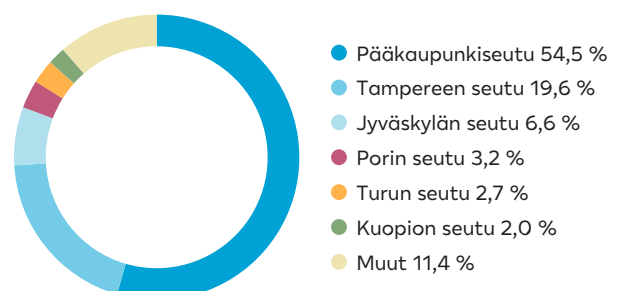 Pääkaupunkiseutu 54,5 %
Tampereen seutu 19,6 %
Jyväskylän seutu 6,6 %
Porin seutu 3,2 %
Turun seutu 2,7 %
Kuopion seutu 2,0 %
Muut 11,4 %